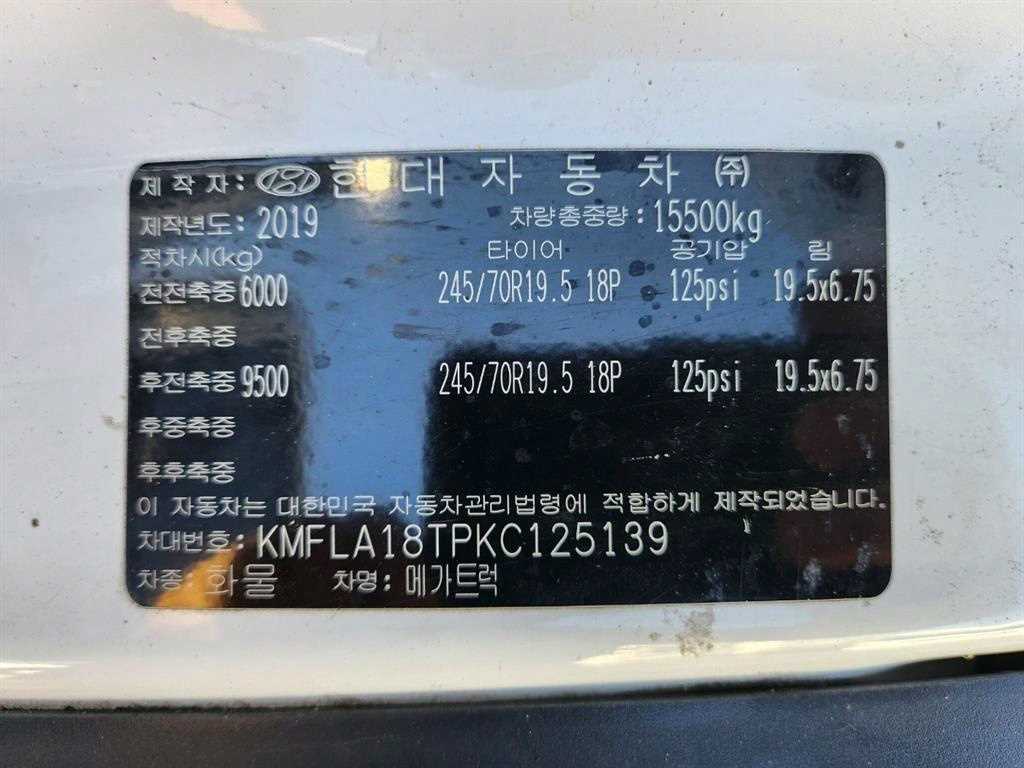 제작자: 현대자동차 ㈜
제작년도: 2019 차량총중량: 15500kg
적차시(kg) 타이어 공기압 림
전전축중 6000 245/70R19.5 18P 125psi 19.5x6.75
전후축중
후전축중 9500 245/70R19.5 18P 125psi 19.5x6.75
후중축중
후후축중
이 자동차는 대한민국 자동차관리법령에 적합하게 제작되었습니다.
차대번호: KMFLA18TPKC125139
차종: 화물 차명: 메가트럭